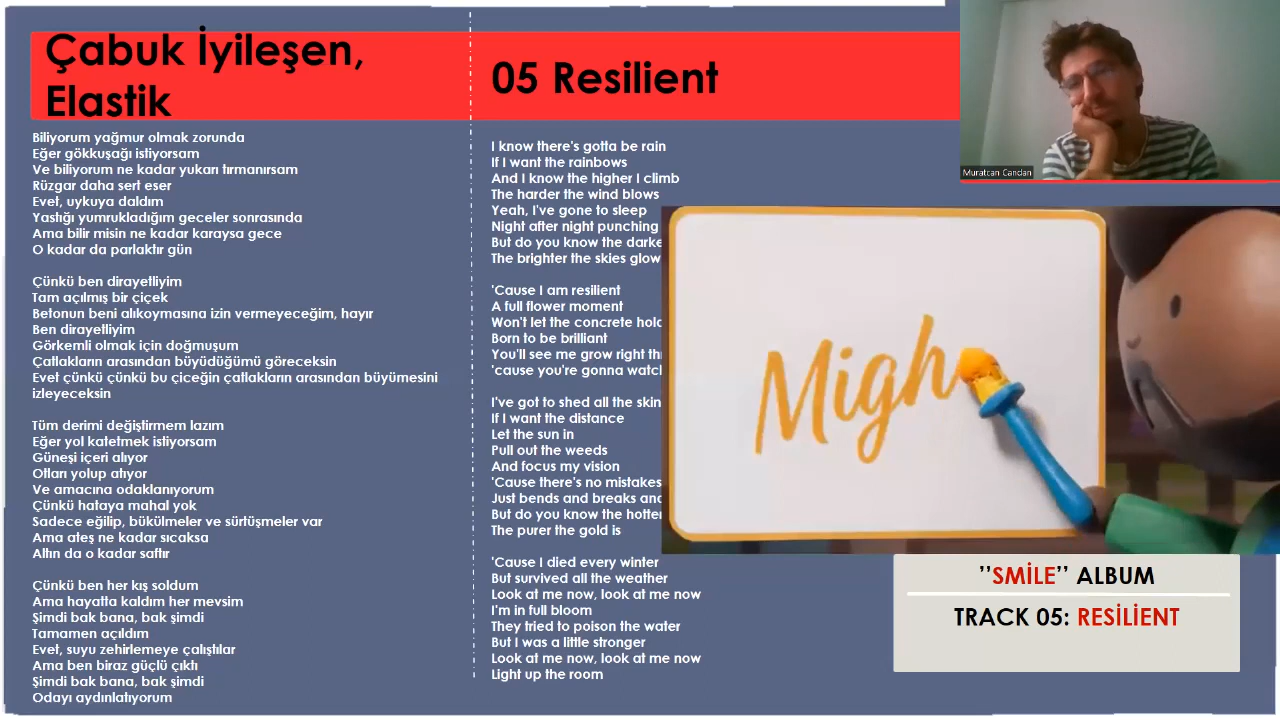 Çabuk İyileşen,
Elastik
Biliyorum yağmur olmak zorunda
Eğer gökkuşağı istiyorsam
Ve biliyorum ne kadar yukarı tırmanırsam
Rüzgar daha sert eser
Evet, uykuya daldım
Yastığı yumrukladığım geceler sonrasında
Ama bilir misin ne kadar karaysa gece
O kadar da parlaktır gün
Çünkü ben dirayetliyim
Tam açılmış bir çiçek
Betonun beni alıkoymasına izin vermeyeceğim, hayır
Ben dirayetliyim
Görkemli olmak için doğmuşum
Çatlakların arasından büyüdüğümü göreceksin
Evet çünkü çünkü bu çiceğin çatlakların arasından büyümesini
izleyeceksin
Tüm derimi değiştirmem lazım
Eğer yol katetmek istiyorsam
Güneşi içeri alıyor
Otları yolup atıyor
Ve amacına odaklanıyorum
Çünkü hataya mahal yok
Sadece eğilip, bükülmeler ve sürtüşmeler var
Ama ateş ne kadar sıcaksa
Altın da o kadar saftır
Çünkü ben her kış soldum
Ama hayatta kaldım her mevsim
Şimdi bak bana, bak şimdi
Tamamen açıldım
Evet, suyu zehirlemeye çalıştılar
Ama ben biraz güçlü çıktı
Şimdi bak bana, bak şimdi
Odayı aydınlatıyorum
05 Resilient
I know there's gotta be rain
If I want the rainbows
And I know the higher I climb
The harder the wind blows
Yeah, I've gone to sleep
Night after night punching
But do you know the darke
The brighter the skies glow
'Cause I am resilient
A full flower moment
Won't let the concrete hold
Born to be brilliant
You'll see me grow right thr
'cause you're gonna watch
I've got to shed all the skin
If I want the distance
Let the sun in
Pull out the weeds
And focus my vision
'Cause there's no mistakes
Just bends and breaks and
But do you know the hotter
The purer the gold is
'Cause I died every winter
But survived all the weather
Look at me now, look at me now
I'm in full bloom
They tried to poison the water
But I was a little stronger
Look at me now, look at me now
Light up the room
Muratcan Candan
Migh
''SMİLE'' ALBUM
TRACK 05: RESİLİENT